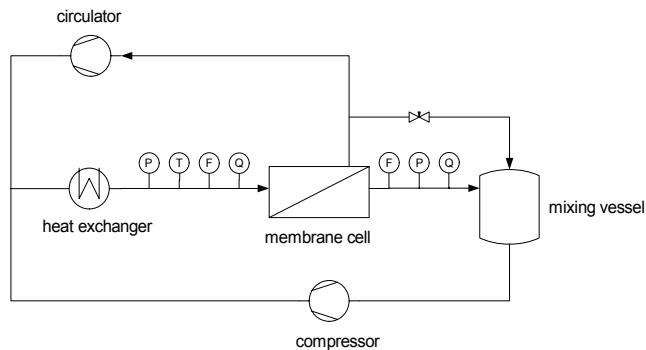 circulator
P T F Q F P Q
heat exchanger
membrane cell
mixing vessel
compressor